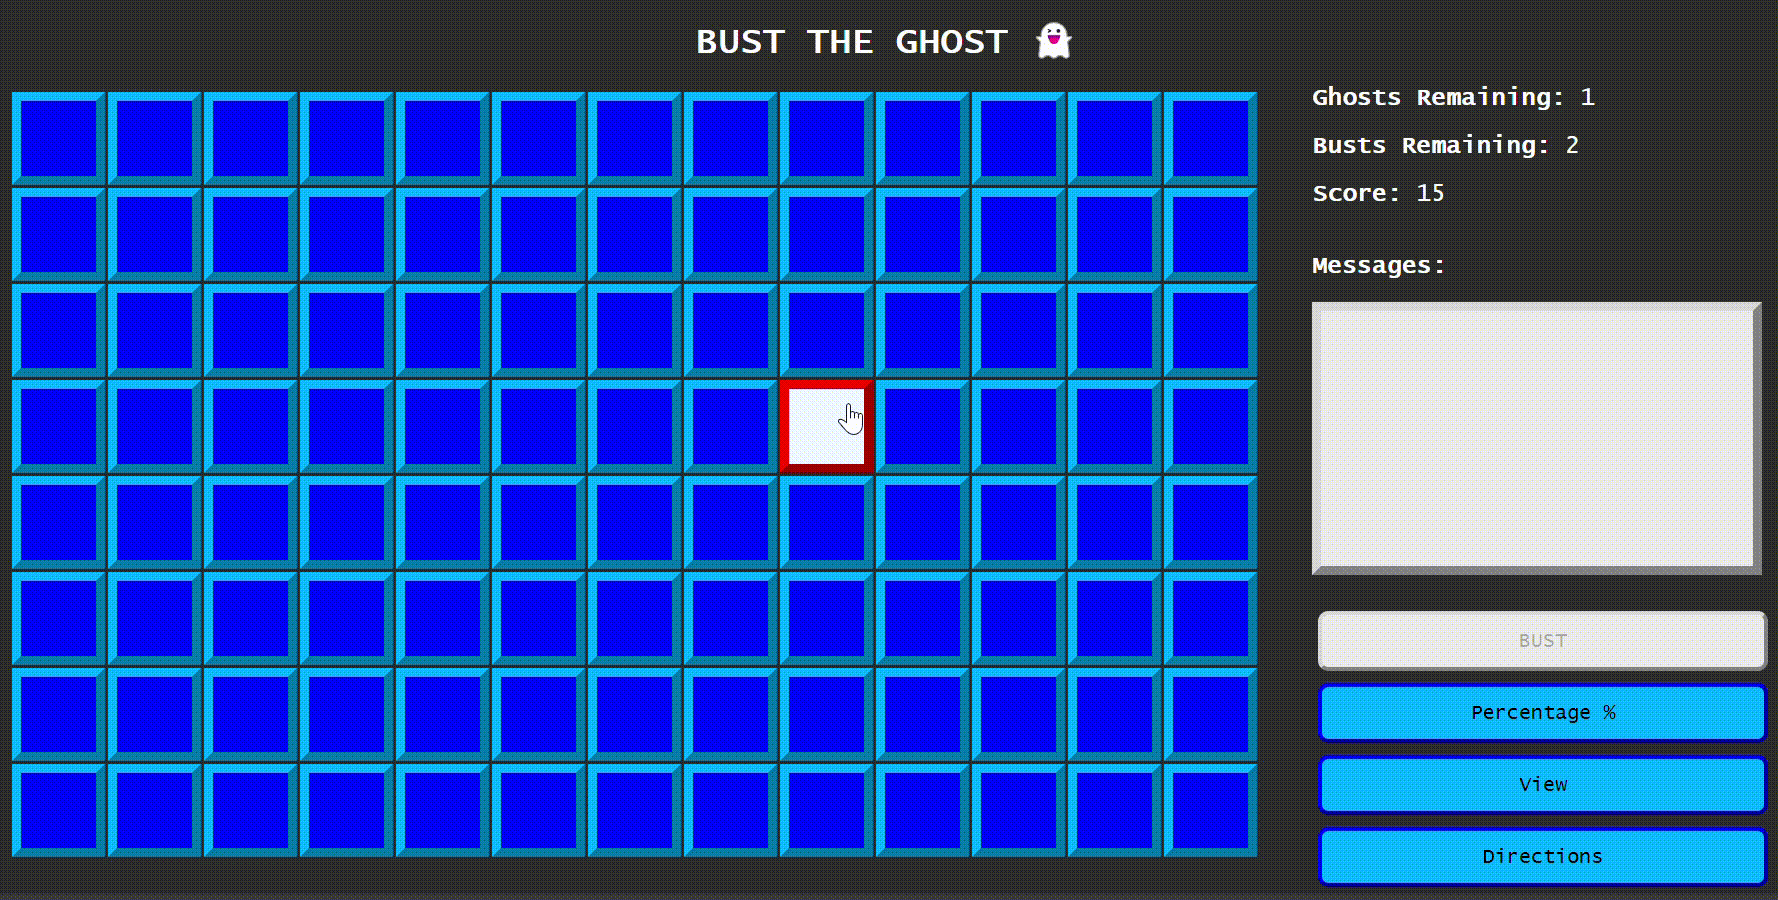 BUST THE GHOST 👻
Ghosts Remaining: 1
Busts Remaining: 2
Score: 15
Messages:
BUST
Percentage %
View
Directions